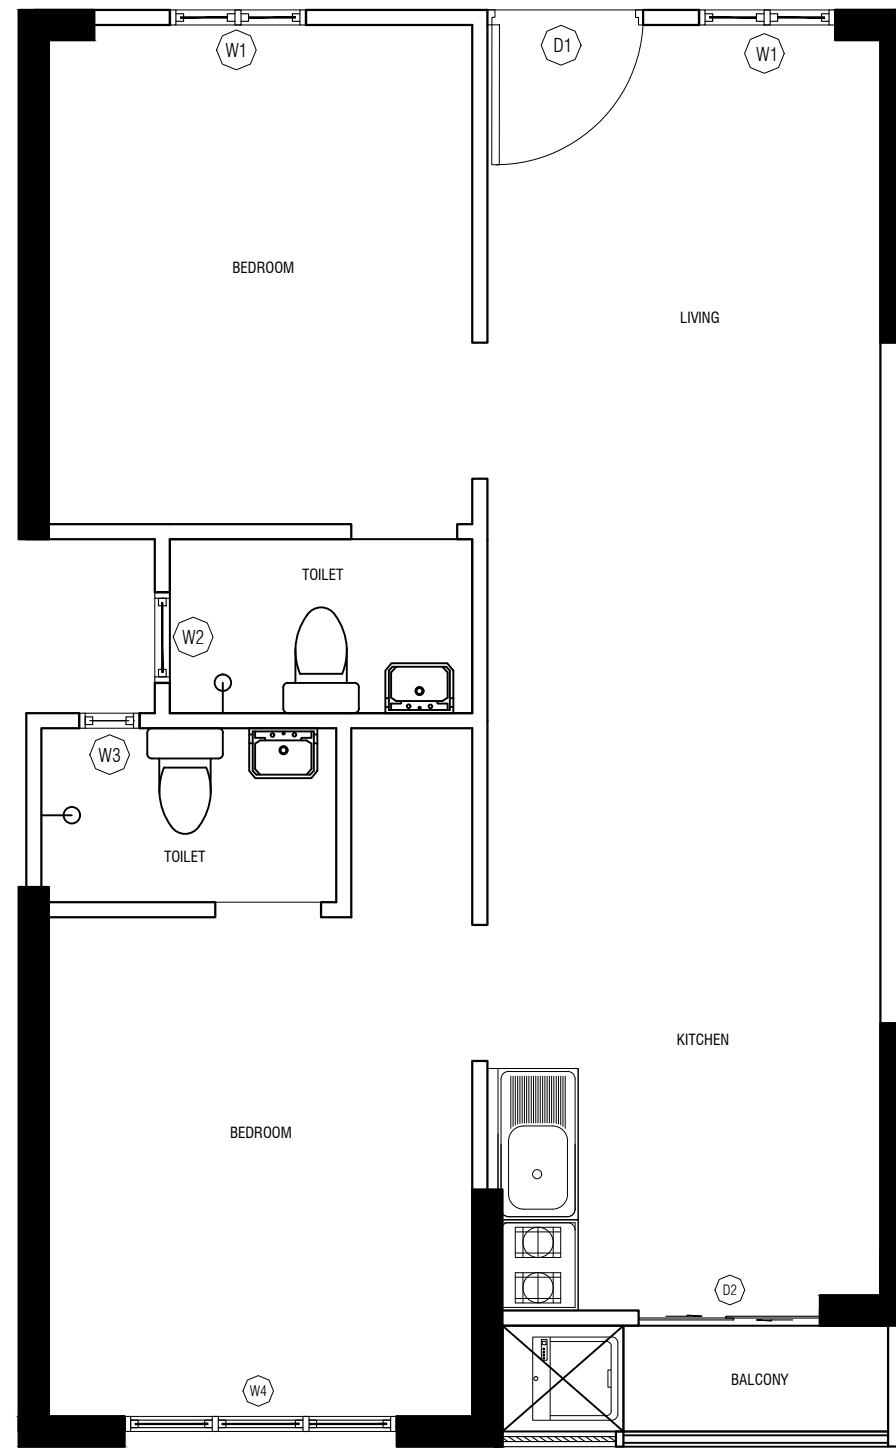 W1
D1
W1
BEDROOM
LIVING
TOILET
W2
W3
TOILET
KITCHEN
BEDROOM
D2
BALCONY
W4